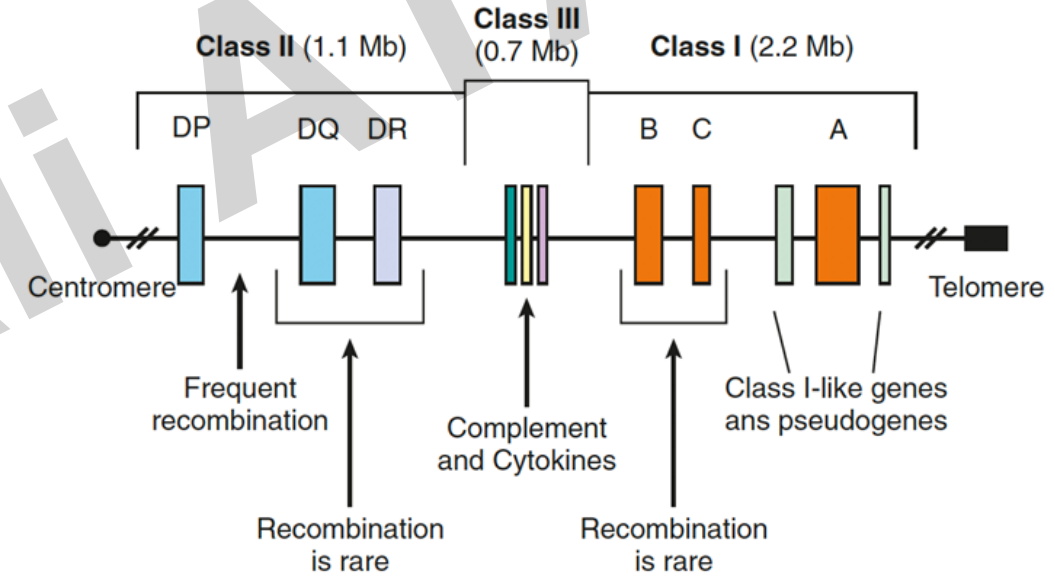 Class II (1.1 Mb)
Class III
(0.7 Mb)
Class I (2.2 Mb)
DP
DQ
DR
B
C
A
Centromere
Telomere
Frequent
recombination
Complement
and Cytokines
Class I-like genes
ans pseudogenes
Recombination
is rare
Recombination
is rare